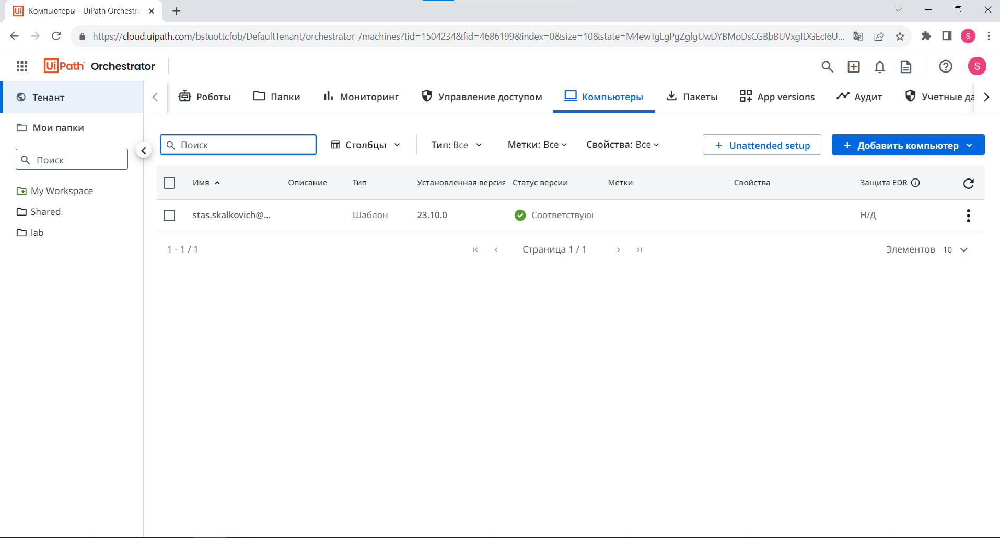 Компьютеры - UiPath Orchestra
https://cloud.uipath.com/bstuottcfob/DefaultTenant/orchestrator_/machines?tid=1504234&fid=4686199&index=0&size=10&state=M4ewTgLgPgZglgUwDYBMoDsCGBbBUVxgIDGEcI6U...
S
UiPath Orchestrator
S
Тенант
Роботы
Папки
Мониторинг
Управление доступом
Компьютеры
Пакеты
App versions
Аудит
Учетные да
Мои папки
Поиск
My Workspace
Shared
lab
Поиск
Столбцы
Тип: Все
Метки: Все
Свойства: Все
+ Unattended setup
+ Добавить компьютер
Имя Описание Тип Установленная версия Статус версии Метки Свойства Защита EDR
stas.skalkovich@... Шаблон 23.10.0 Соответствую Н/Д
1 - 1 / 1 Страница 1 / 1 Элементов 10